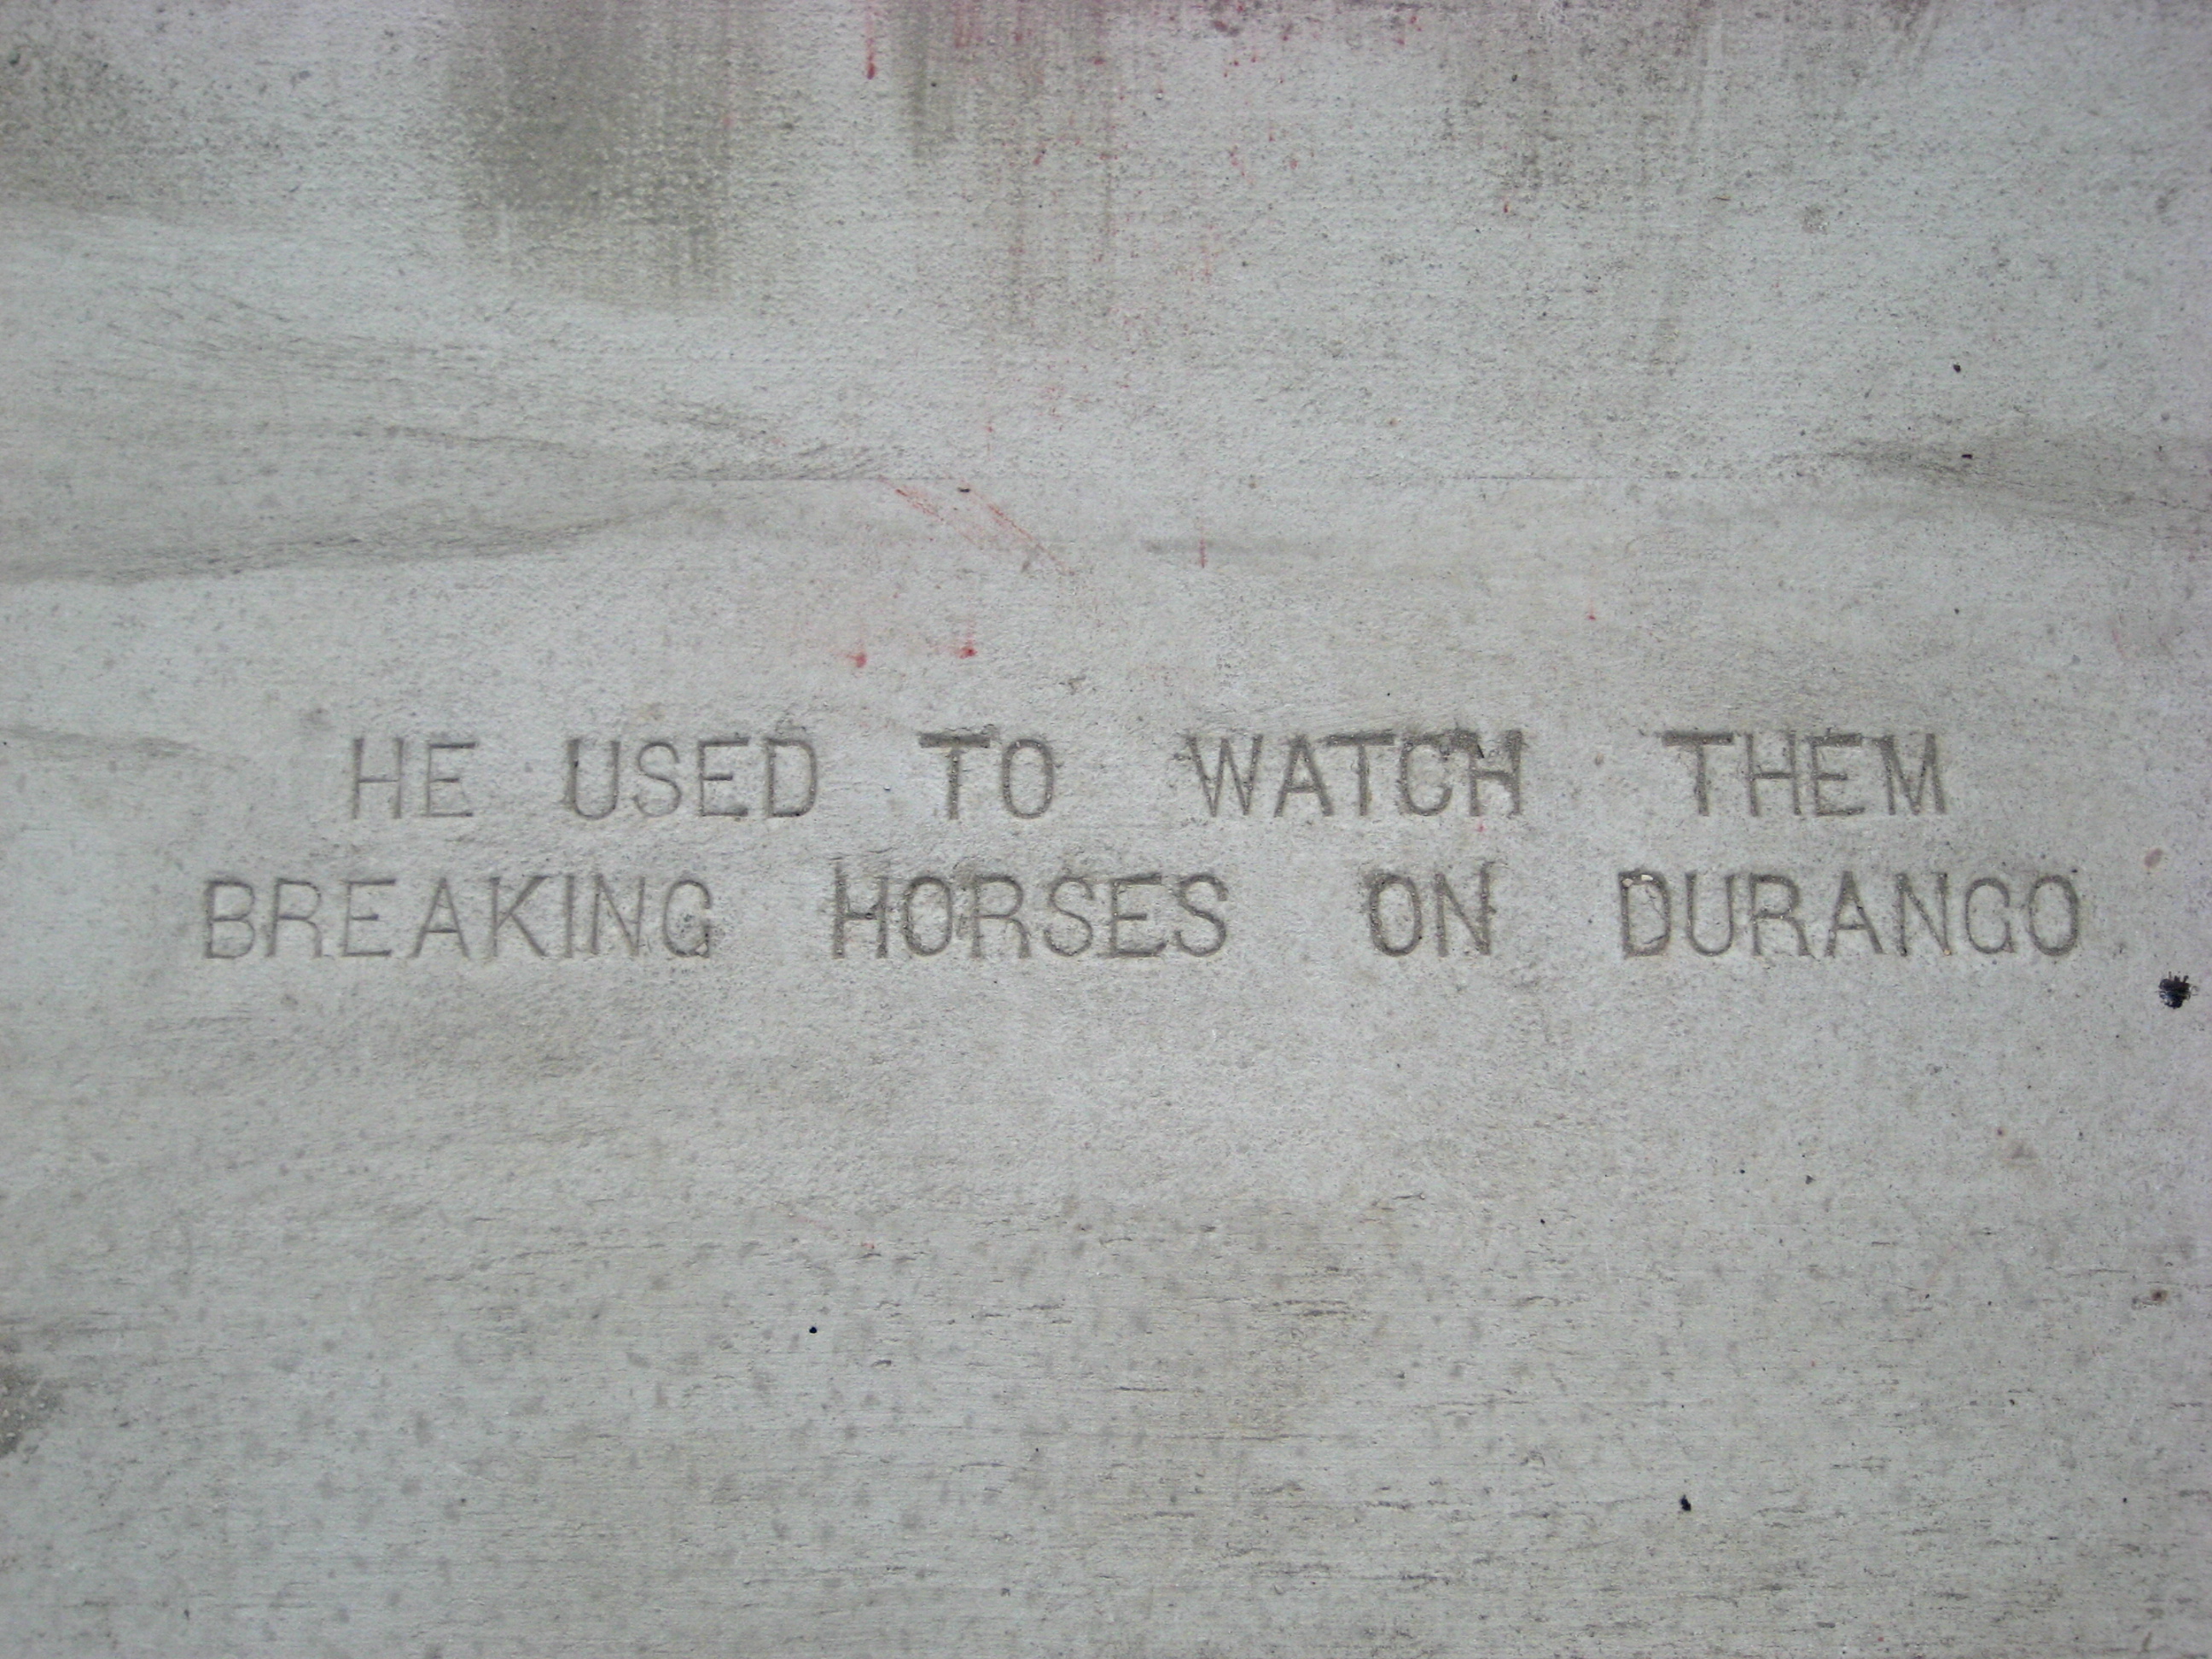 HE USED TO WATCH THEM
BREAKING HORSES ON DURANGO